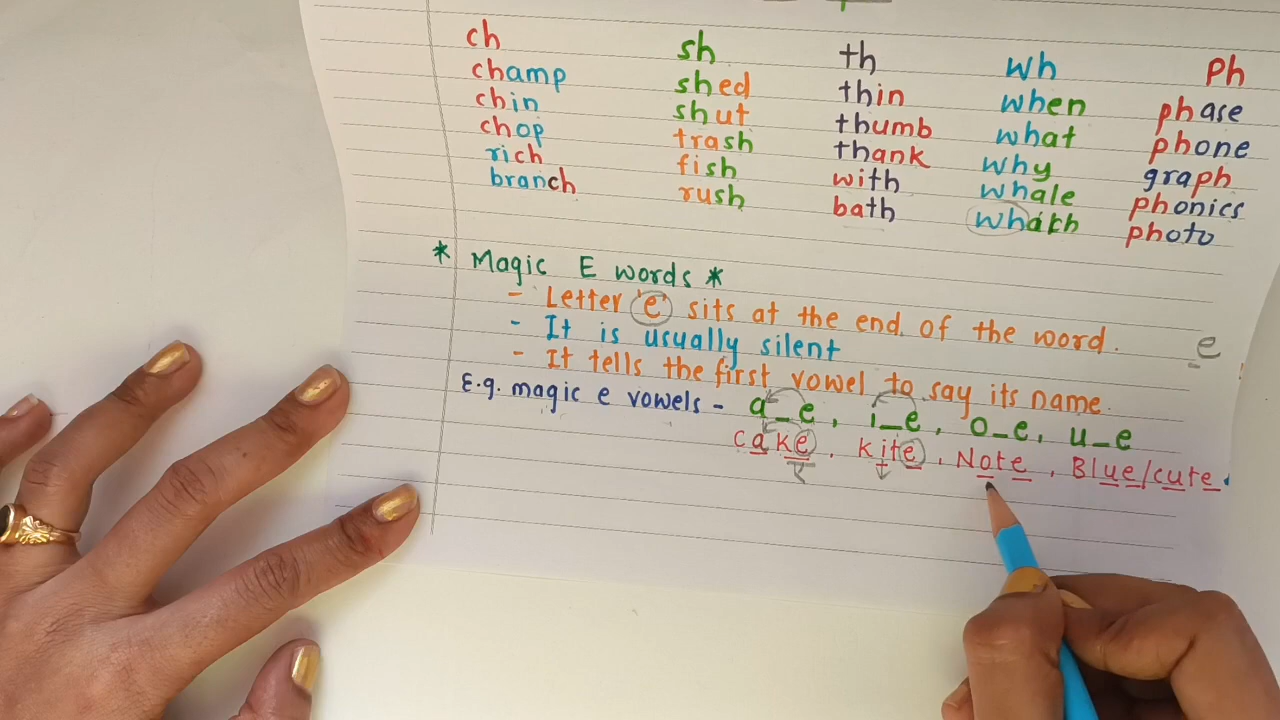 ch sh th wh ph
champ shed thin when phase
chin shut thumb what phone
chop trash thank why graph
rich fish with whale phonics
branch rush bath photo
* Magic E words *
- Letter 'e' sits at the end of the word. e
- It is usually silent
- It tells the first vowel to say its name.
E.g. magic e vowels - a_e, i_e, o_e, u_e
cake, kite, Note, Blue/cute.